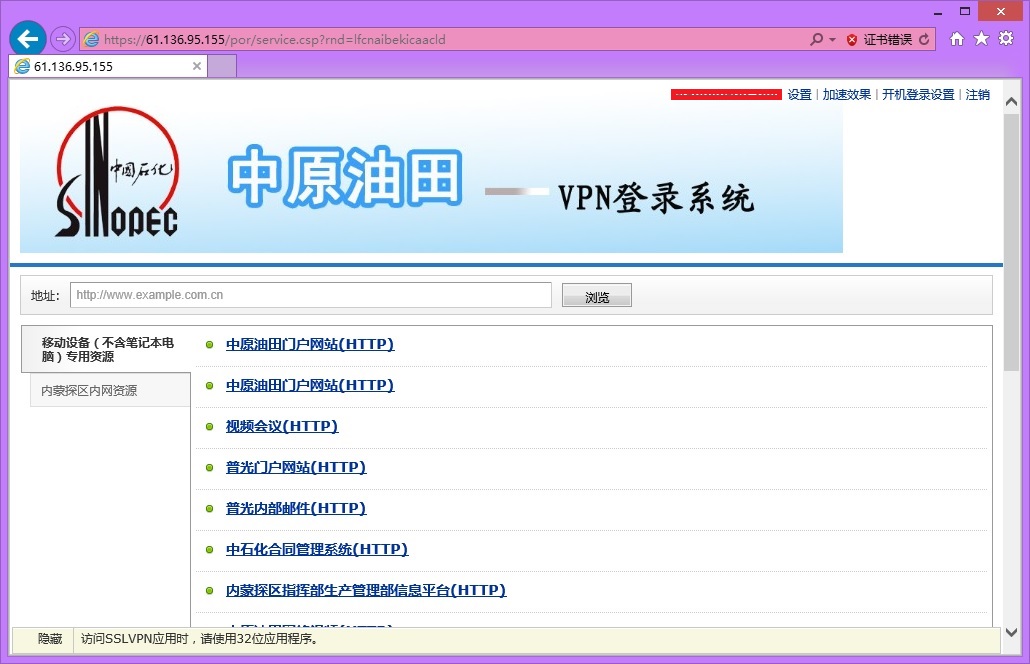 https://61.136.95.155/por/service.csp?rnd=lfcnaibekicaacld
证书错误
61.136.95.155
设置 | 加速效果 | 开机登录设置 | 注销
中国石化
SINOPEC
中原油田
VPN登录系统
地址：
http://www.example.com.cn
浏览
移动设备（不含笔记本电
脑）专用资源
内蒙探区内网资源
中原油田门户网站(HTTP)
中原油田门户网站(HTTP)
视频会议(HTTP)
普光门户网站(HTTP)
普光内部邮件(HTTP)
中石化合同管理系统(HTTP)
内蒙探区指挥部生产管理部信息平台(HTTP)
隐藏
访问SSLVPN应用时，请使用32位应用程序。